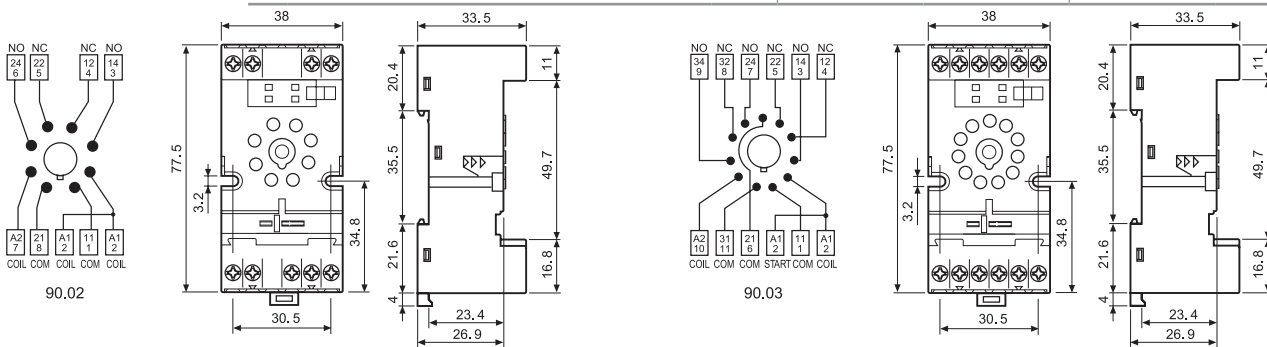 NO NC NC NO
24 22 12 14
6 5 4 3
A2 21 A1 11 A1
7 8 2 1 2
COIL COM COIL COM COIL
90.02
38
77.5
3.2
34.8
30.5
33.5
20.4
11
35.5
49.7
21.6
16.8
4
23.4
26.9
NO NC NO NC NO NC
34 32 24 22 14 12
9 8 7 5 3 4
A2 31 21 A1 11 A1
10 11 6 2 1 2
COIL COM COM START COM COIL
90.03
38
77.5
3.2
34.8
30.5
33.5
20.4
11
35.5
49.7
21.6
16.8
4
23.4
26.9